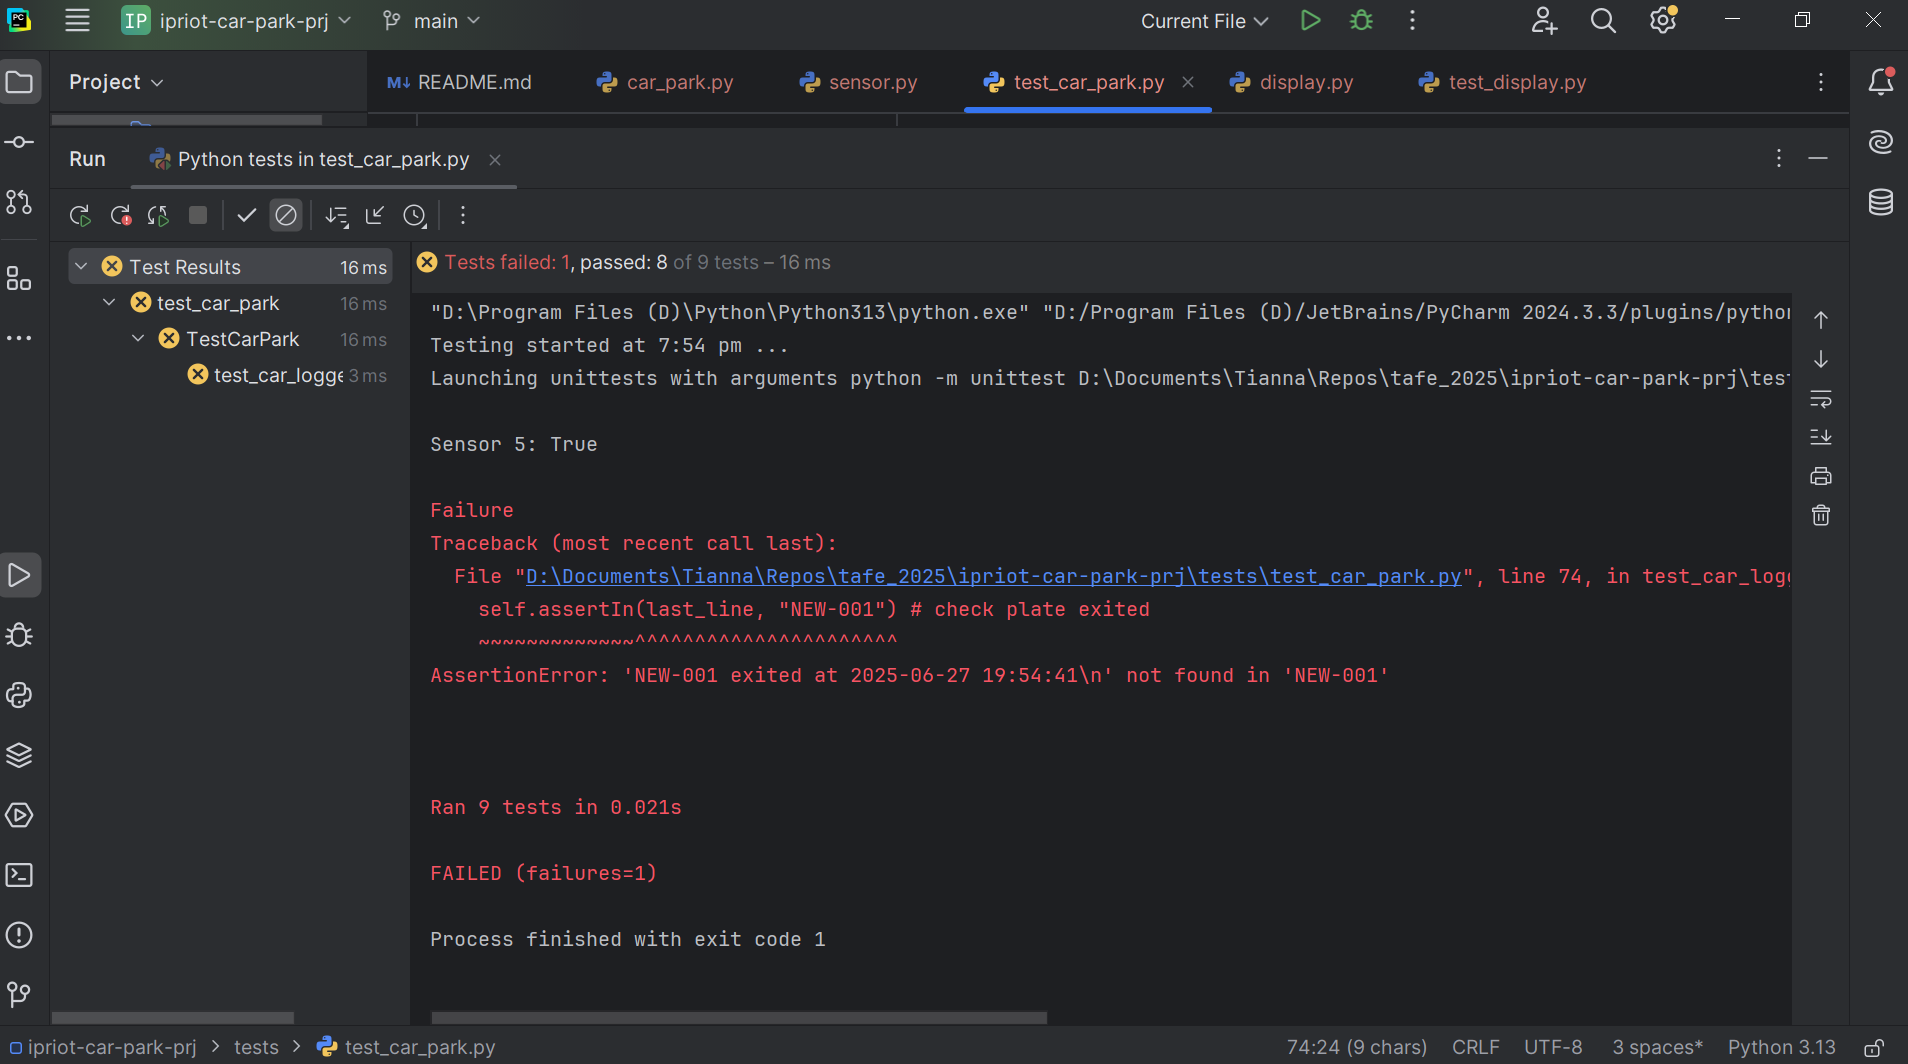 PC
IP ipriot-car-park-prj main Current File
Project README.md car_park.py sensor.py test_car_park.py display.py test_display.py
Run Python tests in test_car_park.py
Test Results 16 ms
test_car_park 16 ms
TestCarPark 16 ms
test_car_logge 3 ms
Tests failed: 1, passed: 8 of 9 tests – 16 ms
"D:\Program Files (D)\Python\Python313\python.exe" "D:/Program Files (D)/JetBrains/PyCharm 2024.3.3/plugins/python
Testing started at 7:54 pm ...
Launching unittests with arguments python -m unittest D:\Documents\Tianna\Repos\tafe_2025\ipriot-car-park-prj\test
Sensor 5: True
Failure
Traceback (most recent call last):
File "D:\Documents\Tianna\Repos\tafe_2025\ipriot-car-park-prj\tests\test_car_park.py", line 74, in test_car_logg
self.assertIn(last_line, "NEW-001") # check plate exited
~~~~~~~~~~~~~^^^^^^^^^^^^^^^^^^^^^^
AssertionError: 'NEW-001 exited at 2025-06-27 19:54:41\n' not found in 'NEW-001'
Ran 9 tests in 0.021s
FAILED (failures=1)
Process finished with exit code 1
ipriot-car-park-prj > tests > test_car_park.py 74:24 (9 chars) CRLF UTF-8 3 spaces* Python 3.13